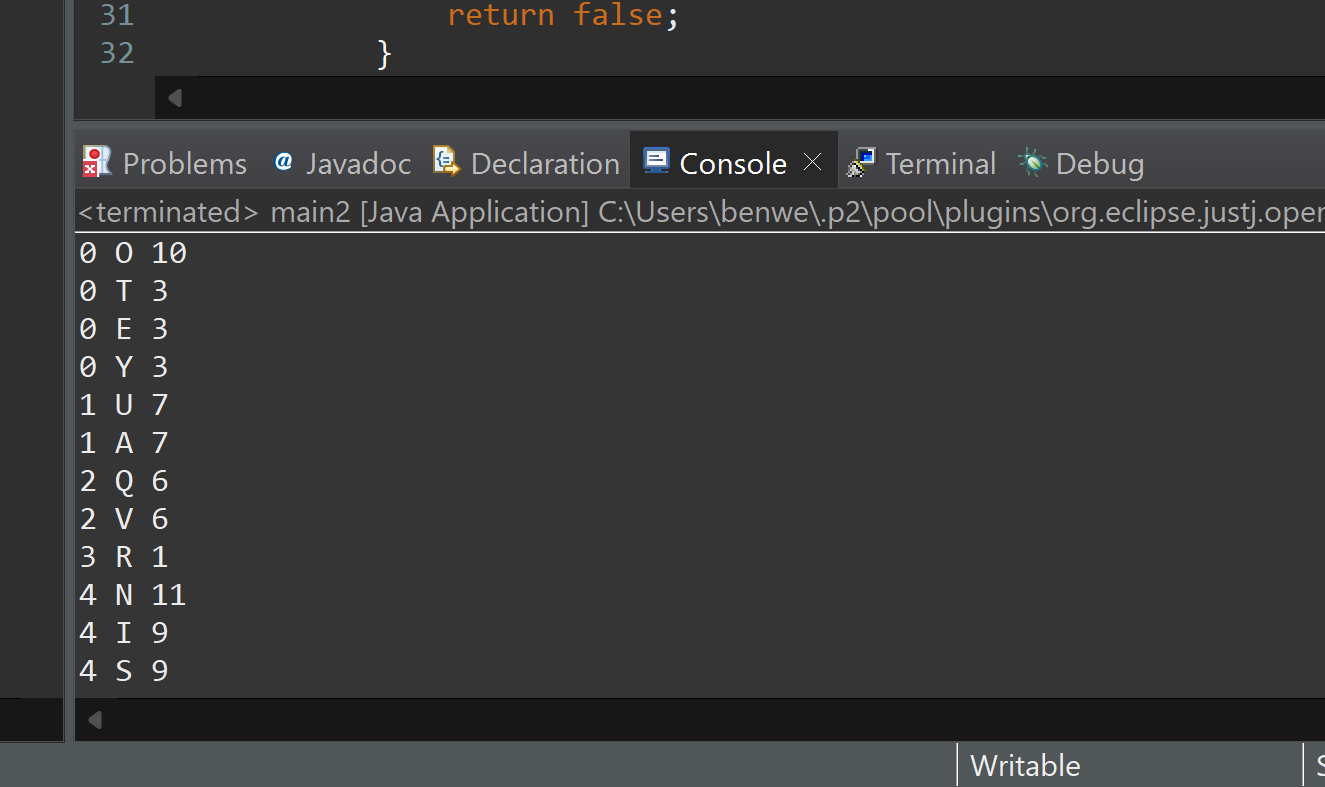 31 return false;
32 }
Problems @ Javadoc Declaration Console Terminal Debug
<terminated> main2 [Java Application] C:\Users\benwe\.p2\pool\plugins\org.eclipse.justj.oper
0 O 10
0 T 3
0 E 3
0 Y 3
1 U 7
1 A 7
2 Q 6
2 V 6
3 R 1
4 N 11
4 I 9
4 S 9
Writable S